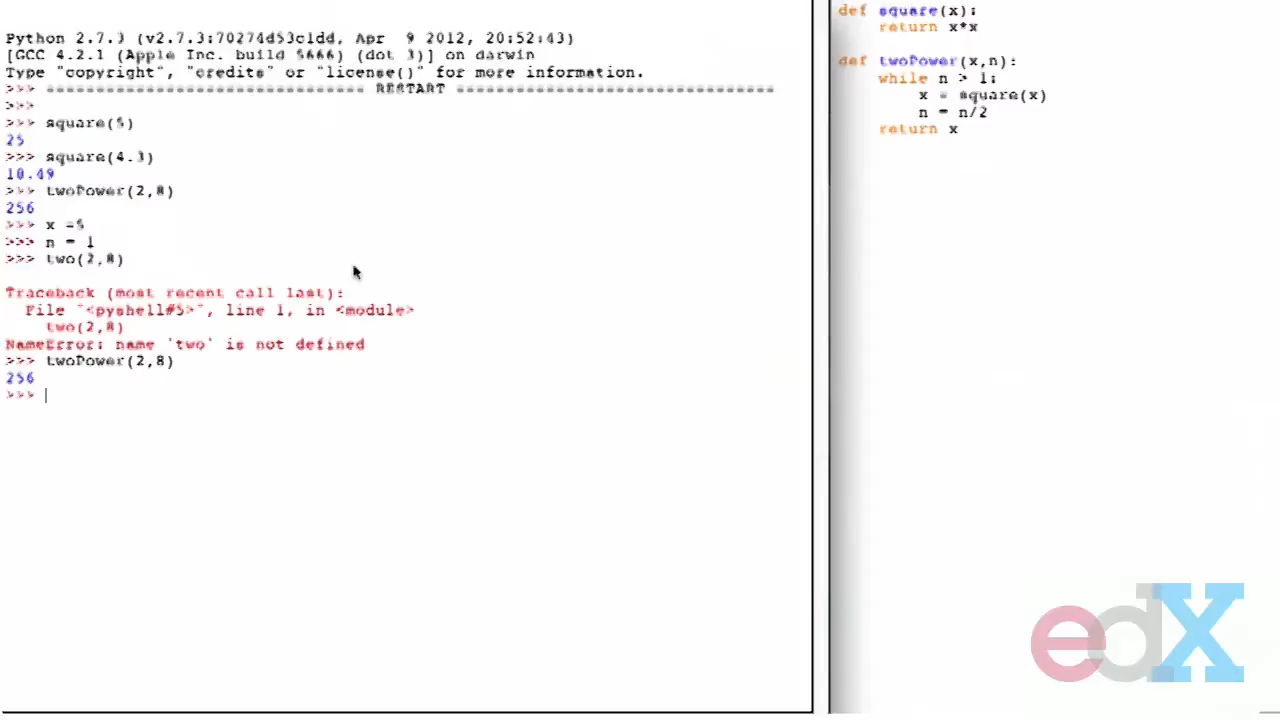 Python 2.7.3 (v2.7.3:70274d53c1dd, Apr  9 2012, 20:52:43)
[GCC 4.2.1 (Apple Inc. build 5666) (dot 3)] on darwin
Type "copyright", "credits" or "license()" for more information.
>>> ================================ RESTART ================================
>>>
>>> square(5)
25
>>> square(4.3)
18.49
>>> twoPower(2,8)
256
>>> x =5
>>> n = 1
>>> two(2,8)
Traceback (most recent call last):
  File "<pyshell#5>", line 1, in <module>
    two(2,8)
NameError: name 'two' is not defined
>>> twoPower(2,8)
256
>>>
def square(x):
    return x*x
def twoPower(x,n):
    while n > 1:
        x = square(x)
        n = n/2
    return x
edX